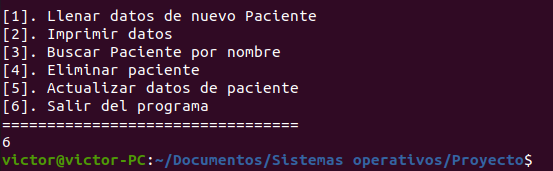 [1]. Llenar datos de nuevo Paciente
[2]. Imprimir datos
[3]. Buscar Paciente por nombre
[4]. Eliminar paciente
[5]. Actualizar datos de paciente
[6]. Salir del programa
=================================
6
victor@victor-PC:~/Documentos/Sistemas operativos/Proyecto$